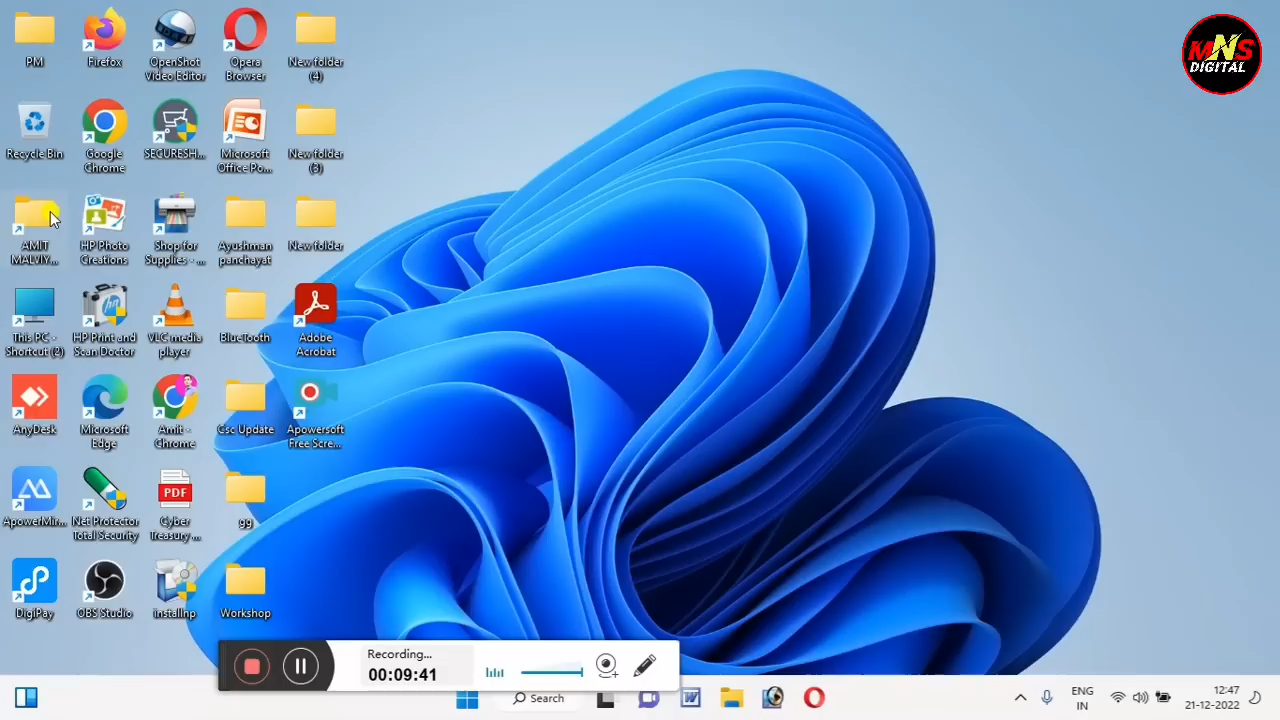 MNS
DIGITAL
PM
Firefox
OpenShot
Video Editor
Opera
Browser
New folder
(4)
Recycle Bin
Google
Chrome
SECURESH...
Microsoft
Office Po...
New folder
(3)
AMIT
MALVIY...
HP Photo
Creations
Shop for
Supplies - ...
Ayushman
panchayat
New folder
This PC -
Shortcut (2)
HP Print and
Scan Doctor
VLC media
player
BlueTooth
Adobe
Acrobat
AnyDesk
Microsoft
Edge
Amit -
Chrome
Csc Update
Apowersoft
Free Scre...
ApowerMir...
Net Protector
Total Security
PDF
Cyber
Treasury ...
gg
DigiPay
OBS Studio
installnp
Workshop
Recording...
00:09:41
Search
ENG
IN
12:47
21-12-2022